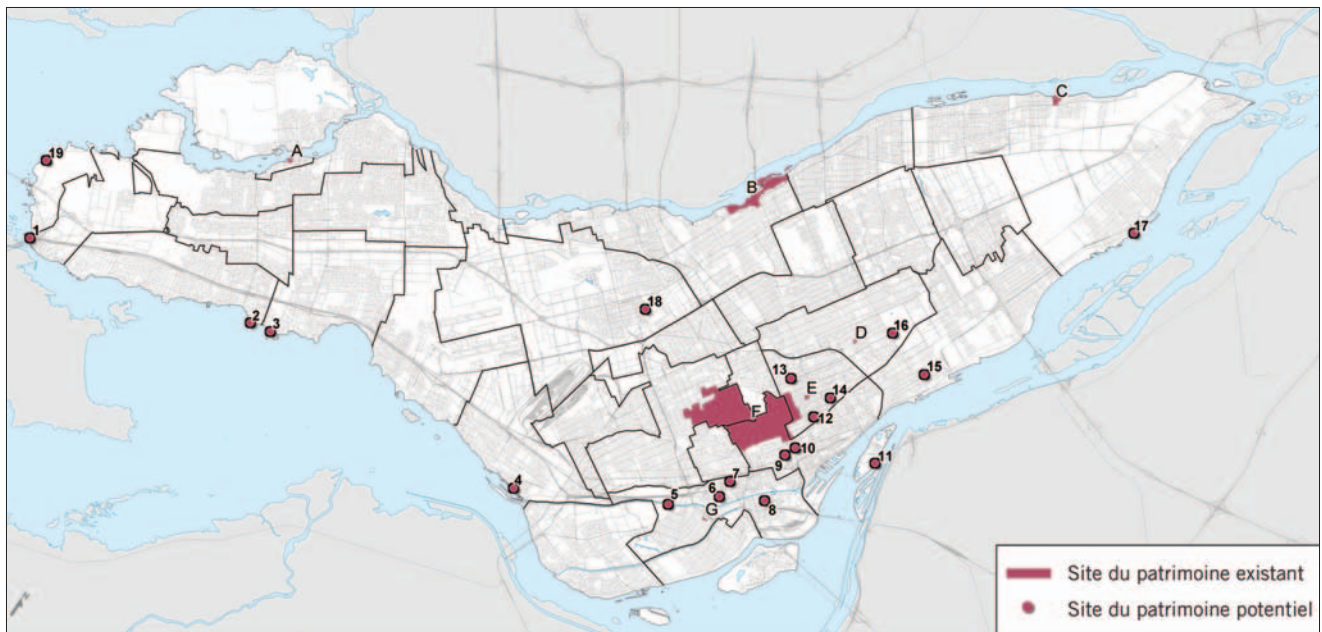 C
A
B
19
1
17
2
3
18
D
16
13
15
E
14
F
12
10
9
11
7
4
6
5
8
G
Site du patrimoine existant
Site du patrimoine potentiel